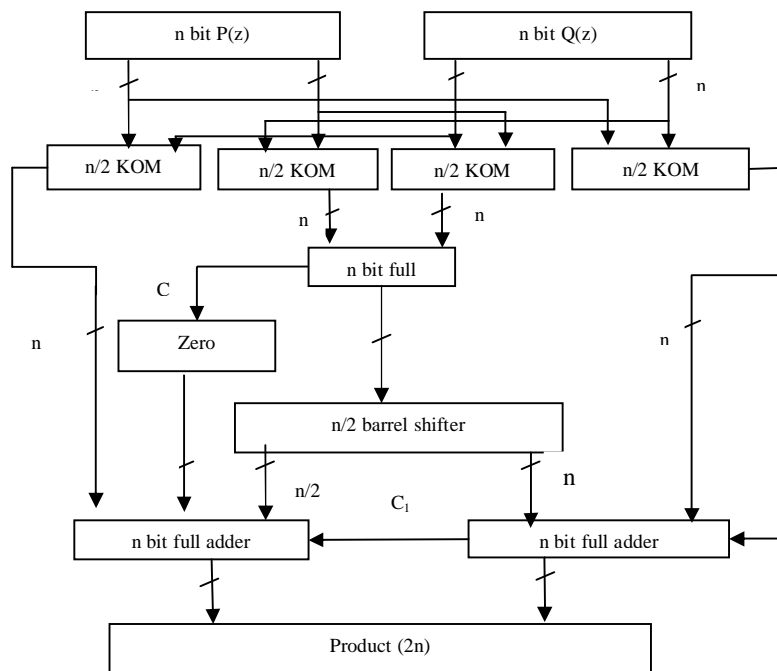 n bit P(z)
n bit Q(z)
n
n/2 KOM
n/2 KOM
n/2 KOM
n/2 KOM
n
n
n bit full
C
n
Zero
n
n/2 barrel shifter
n/2
n
C1
n bit full adder
n bit full adder
Product (2n)